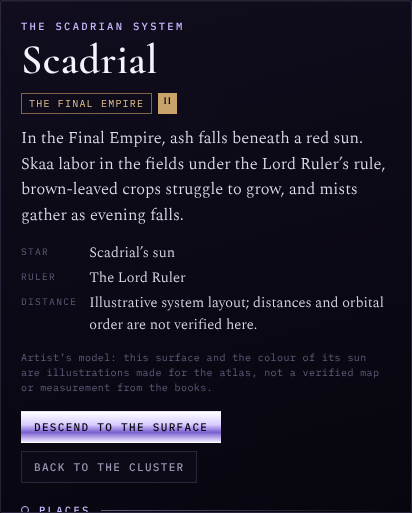 THE SCADRIAN SYSTEM
Scadrial
THE FINAL EMPIRE
In the Final Empire, ash falls beneath a red sun.
Skaa labor in the fields under the Lord Ruler’s rule,
brown-leaved crops struggle to grow, and mists
gather as evening falls.
STAR Scadrial’s sun
RULER The Lord Ruler
DISTANCE Illustrative system layout; distances and orbital
order are not verified here.
Artist’s model: this surface and the colour of its sun
are illustrations made for the atlas, not a verified map
or measurement from the books.
DESCEND TO THE SURFACE
BACK TO THE CLUSTER
PLACES